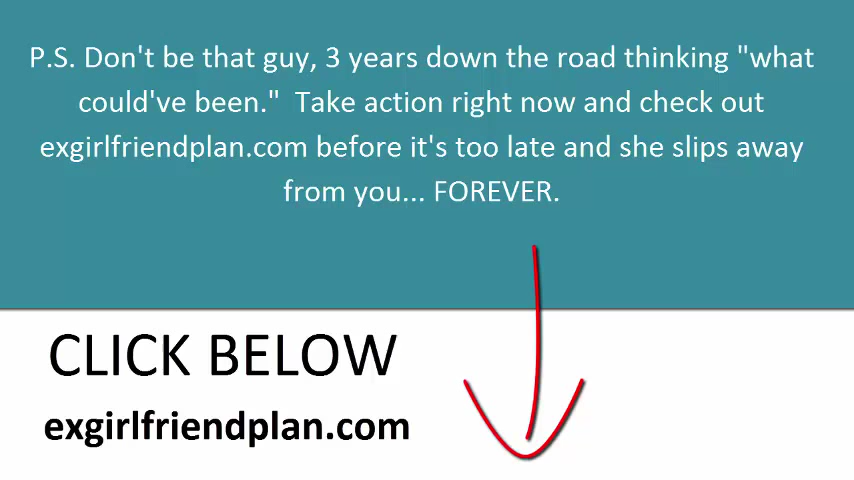 P.S. Don't be that guy, 3 years down the road thinking "what
could've been."  Take action right now and check out
exgirlfriendplan.com before it's too late and she slips away
from you... FOREVER.
CLICK BELOW
exgirlfriendplan.com